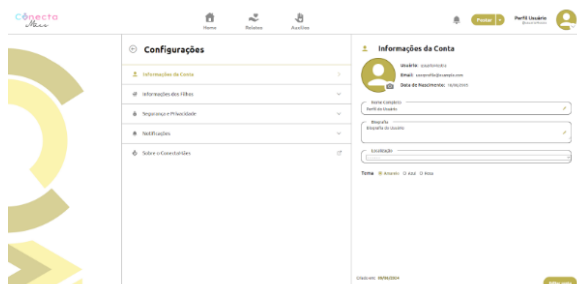 Conecta
Mães
Home
Relatos
Auxílios
Postar
Perfil Usuário
Configurações
Informações da Conta
Informações dos Filhos
Segurança e Privacidade
Notificações
Sobre o ConectaMães
Informações da Conta
Usuário
Email
Data de Nascimento:
Nome Completo
Perfil do Usuário
Biografia
Biografia do Usuário
Localização
Tema Amarelo Azul Rosa